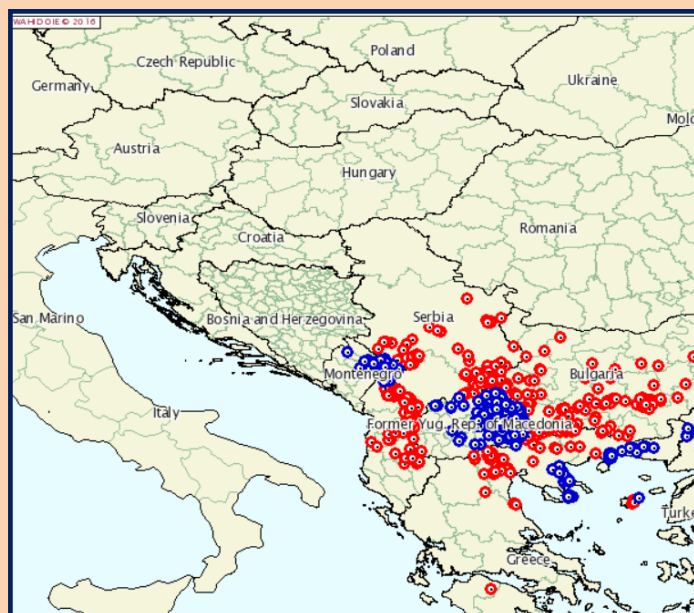 WAHID OIE © 2016
Poland
Czech Republic
Germany
Ukraine
Slovakia
Mol
Austria
Hungary
Slovenia
Romania
Croatia
San Marino
Serbia
Bosnia and Herzegovina
Montenegro
Bulgaria
Italy
Former Yug. Rep. of Macedonia
Turke
Greece